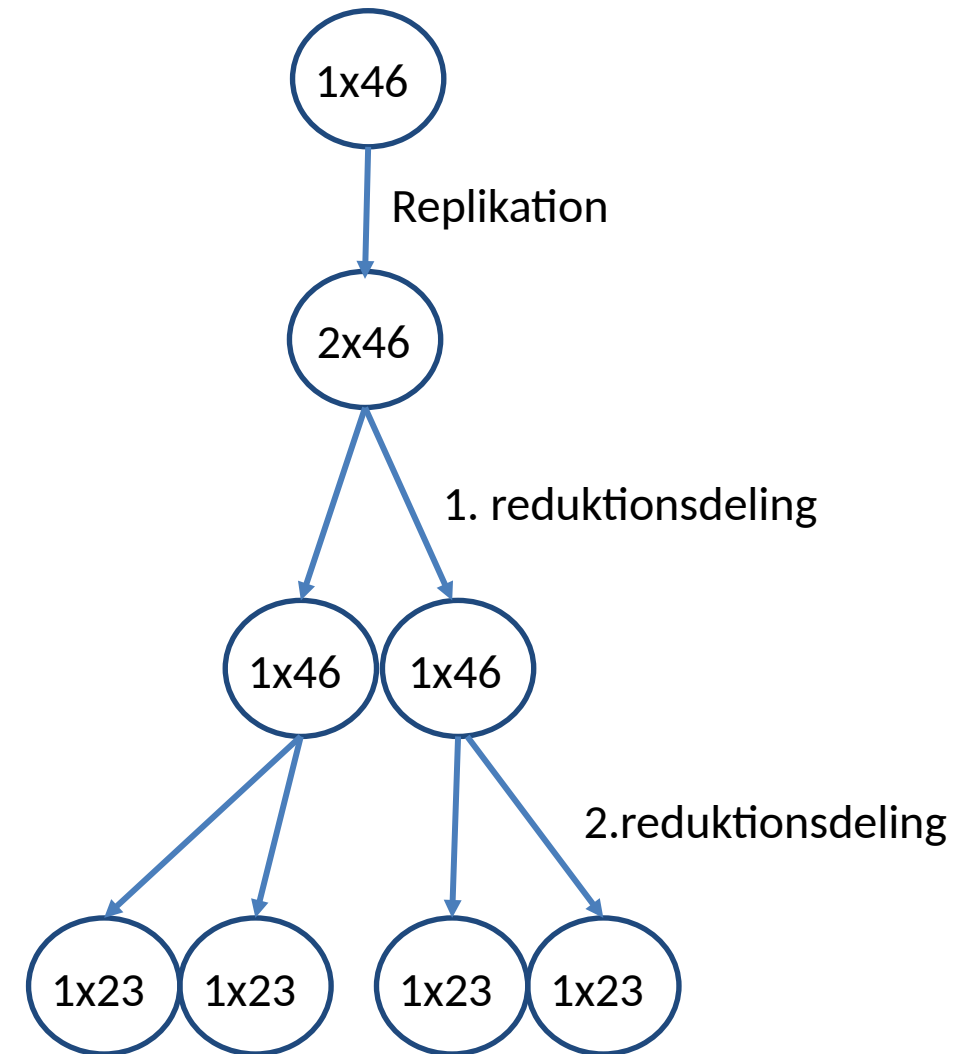 1x46
Replikation
2x46
1. reduktionsdeling
1x46 1x46
2.reduktionsdeling
1x23 1x23 1x23 1x23